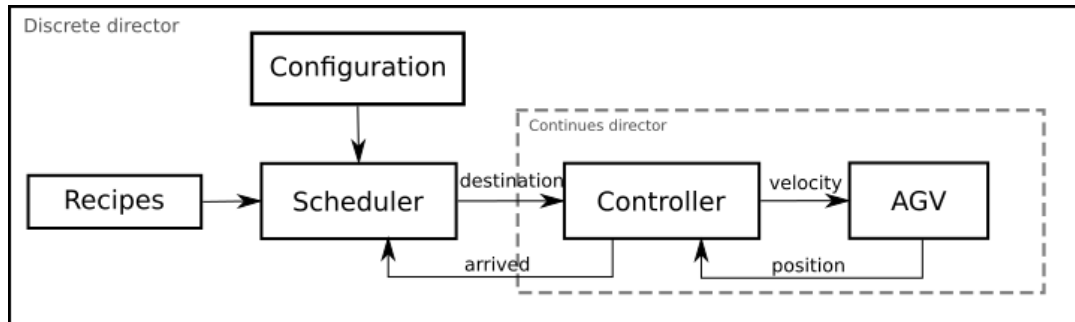 Discrete director
Configuration
Continues director
Recipes
Scheduler
destination
Controller
velocity
AGV
arrived
position